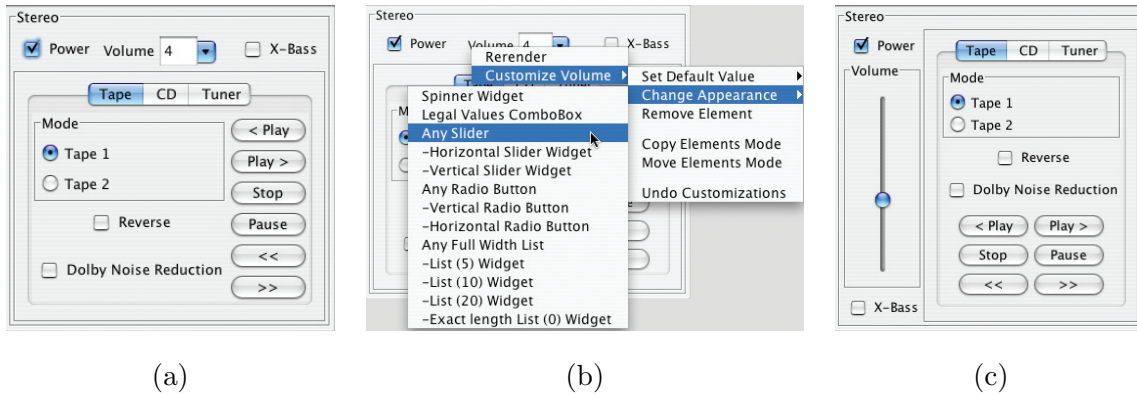 Stereo
Power Volume 4 X-Bass
Tape CD Tuner
Mode
Tape 1
Tape 2
< Play
Play >
Stop
Reverse Pause
<<
Dolby Noise Reduction
>>
(a)
Stereo
Power Volume 4 X-Bass
Rerender
Customize Volume
Set Default Value
Change Appearance
Remove Element
Copy Elements Mode
Move Elements Mode
Undo Customizations
Spinner Widget
Legal Values ComboBox
Any Slider
-Horizontal Slider Widget
-Vertical Slider Widget
Any Radio Button
-Vertical Radio Button
-Horizontal Radio Button
Any Full Width List
-List (5) Widget
-List (10) Widget
-List (20) Widget
-Exact length List (0) Widget
(b)
Stereo
Power
Volume
X-Bass
Tape CD Tuner
Mode
Tape 1
Tape 2
Reverse
Dolby Noise Reduction
< Play Play >
Stop Pause
<< >>
(c)